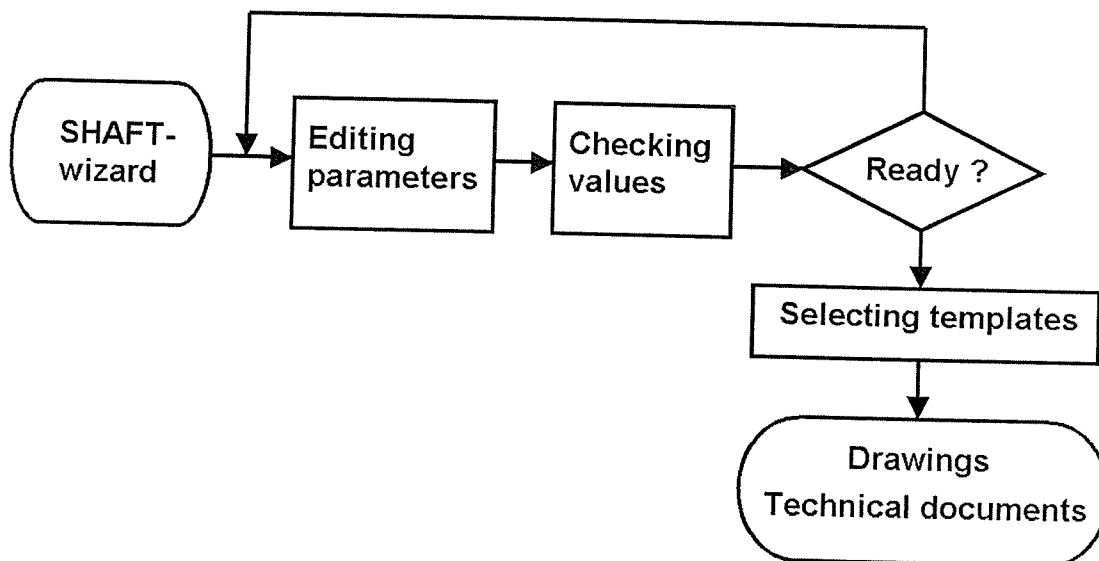 SHAFT-
wizard
Editing
parameters
Checking
values
Ready ?
Selecting templates
Drawings
Technical documents